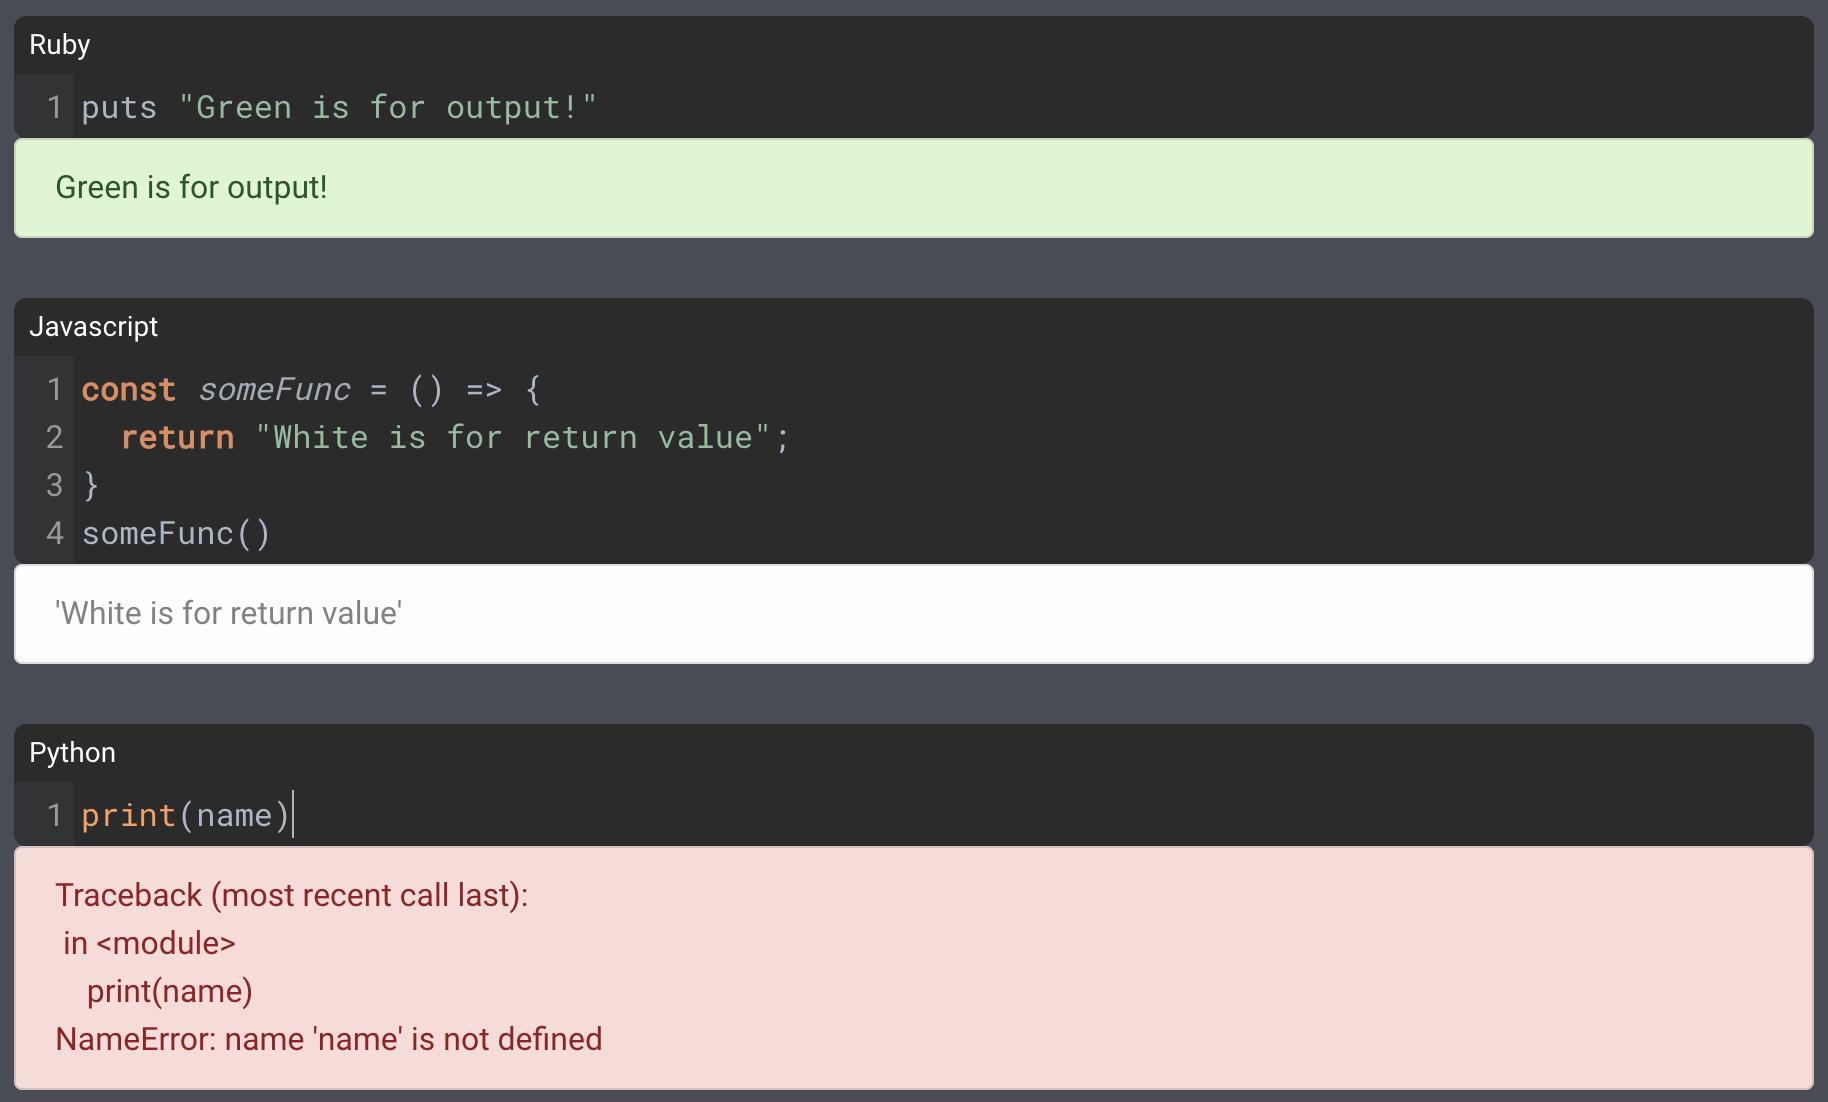 Ruby
1 puts "Green is for output!"
Green is for output!
Javascript
1 const someFunc = () => {
2   return "White is for return value";
3 }
4 someFunc()
'White is for return value'
Python
1 print(name)
Traceback (most recent call last):
 in <module>
    print(name)
NameError: name 'name' is not defined